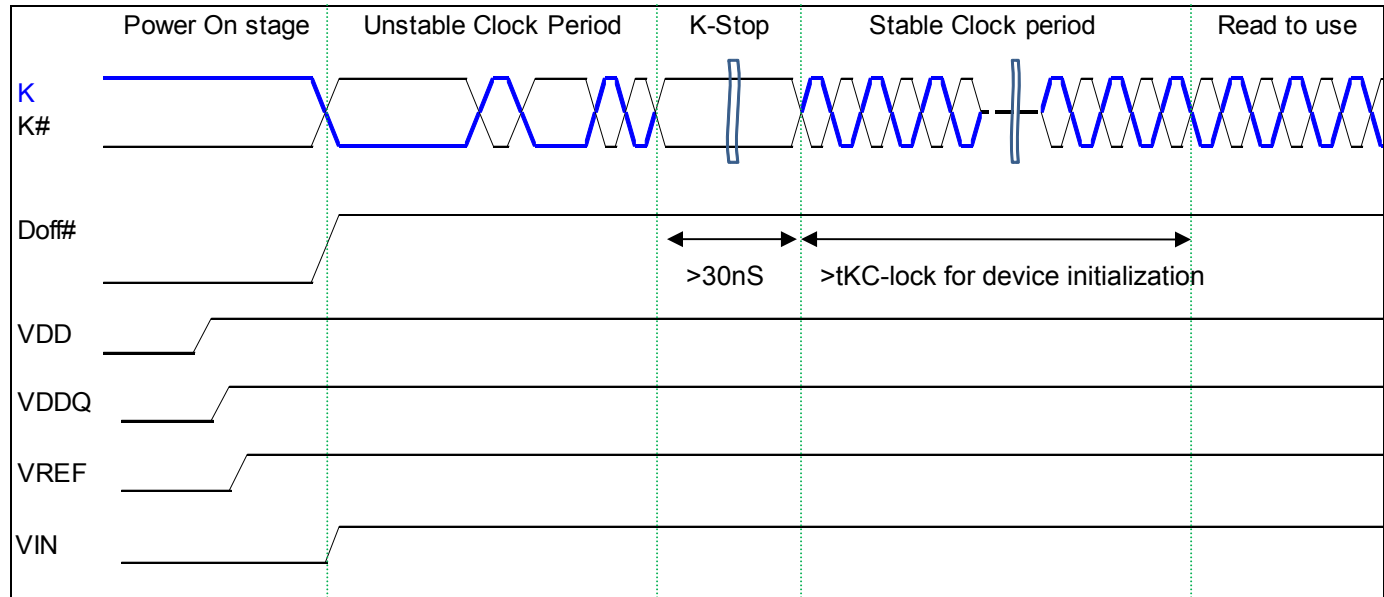 Power On stage
Unstable Clock Period
K-Stop
Stable Clock period
Read to use
K
K#
Doff#
>30nS
>tKC-lock for device initialization
VDD
VDDQ
VREF
VIN